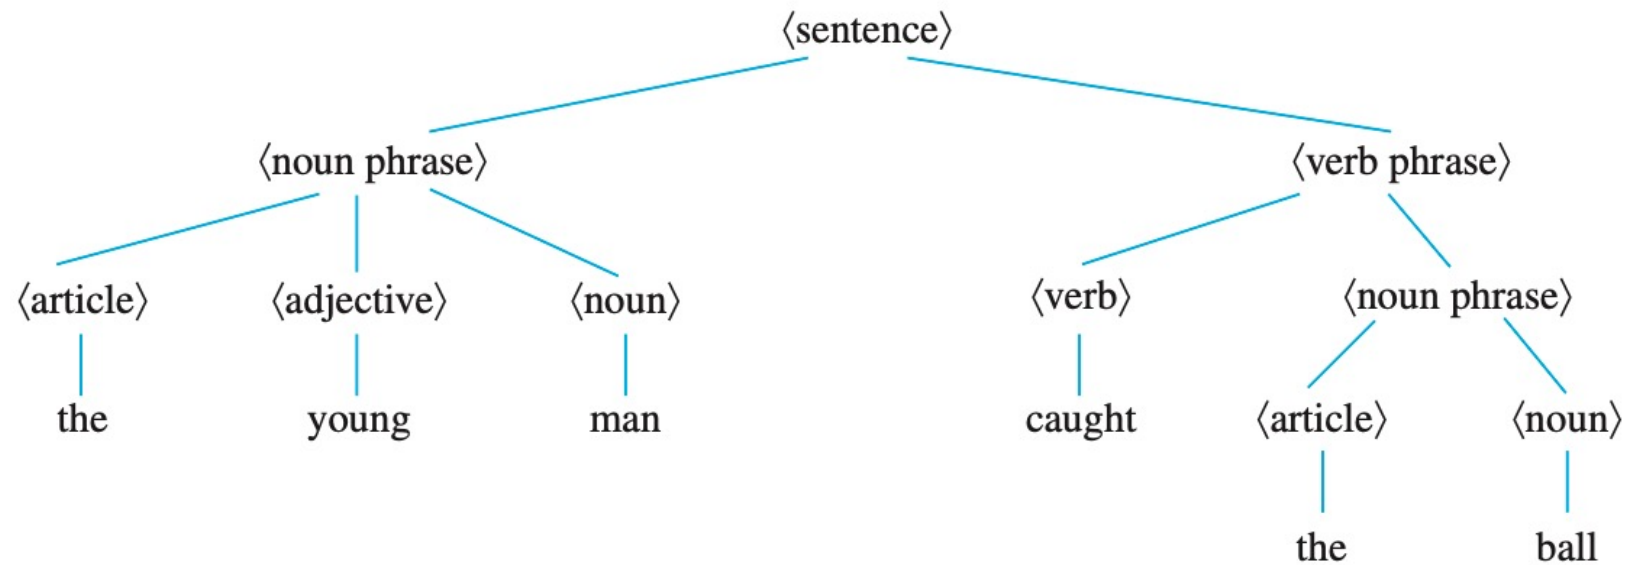 ⟨sentence⟩
⟨noun phrase⟩ ⟨verb phrase⟩
⟨article⟩ ⟨adjective⟩ ⟨noun⟩ ⟨verb⟩ ⟨noun phrase⟩
the young man caught ⟨article⟩ ⟨noun⟩
the ball